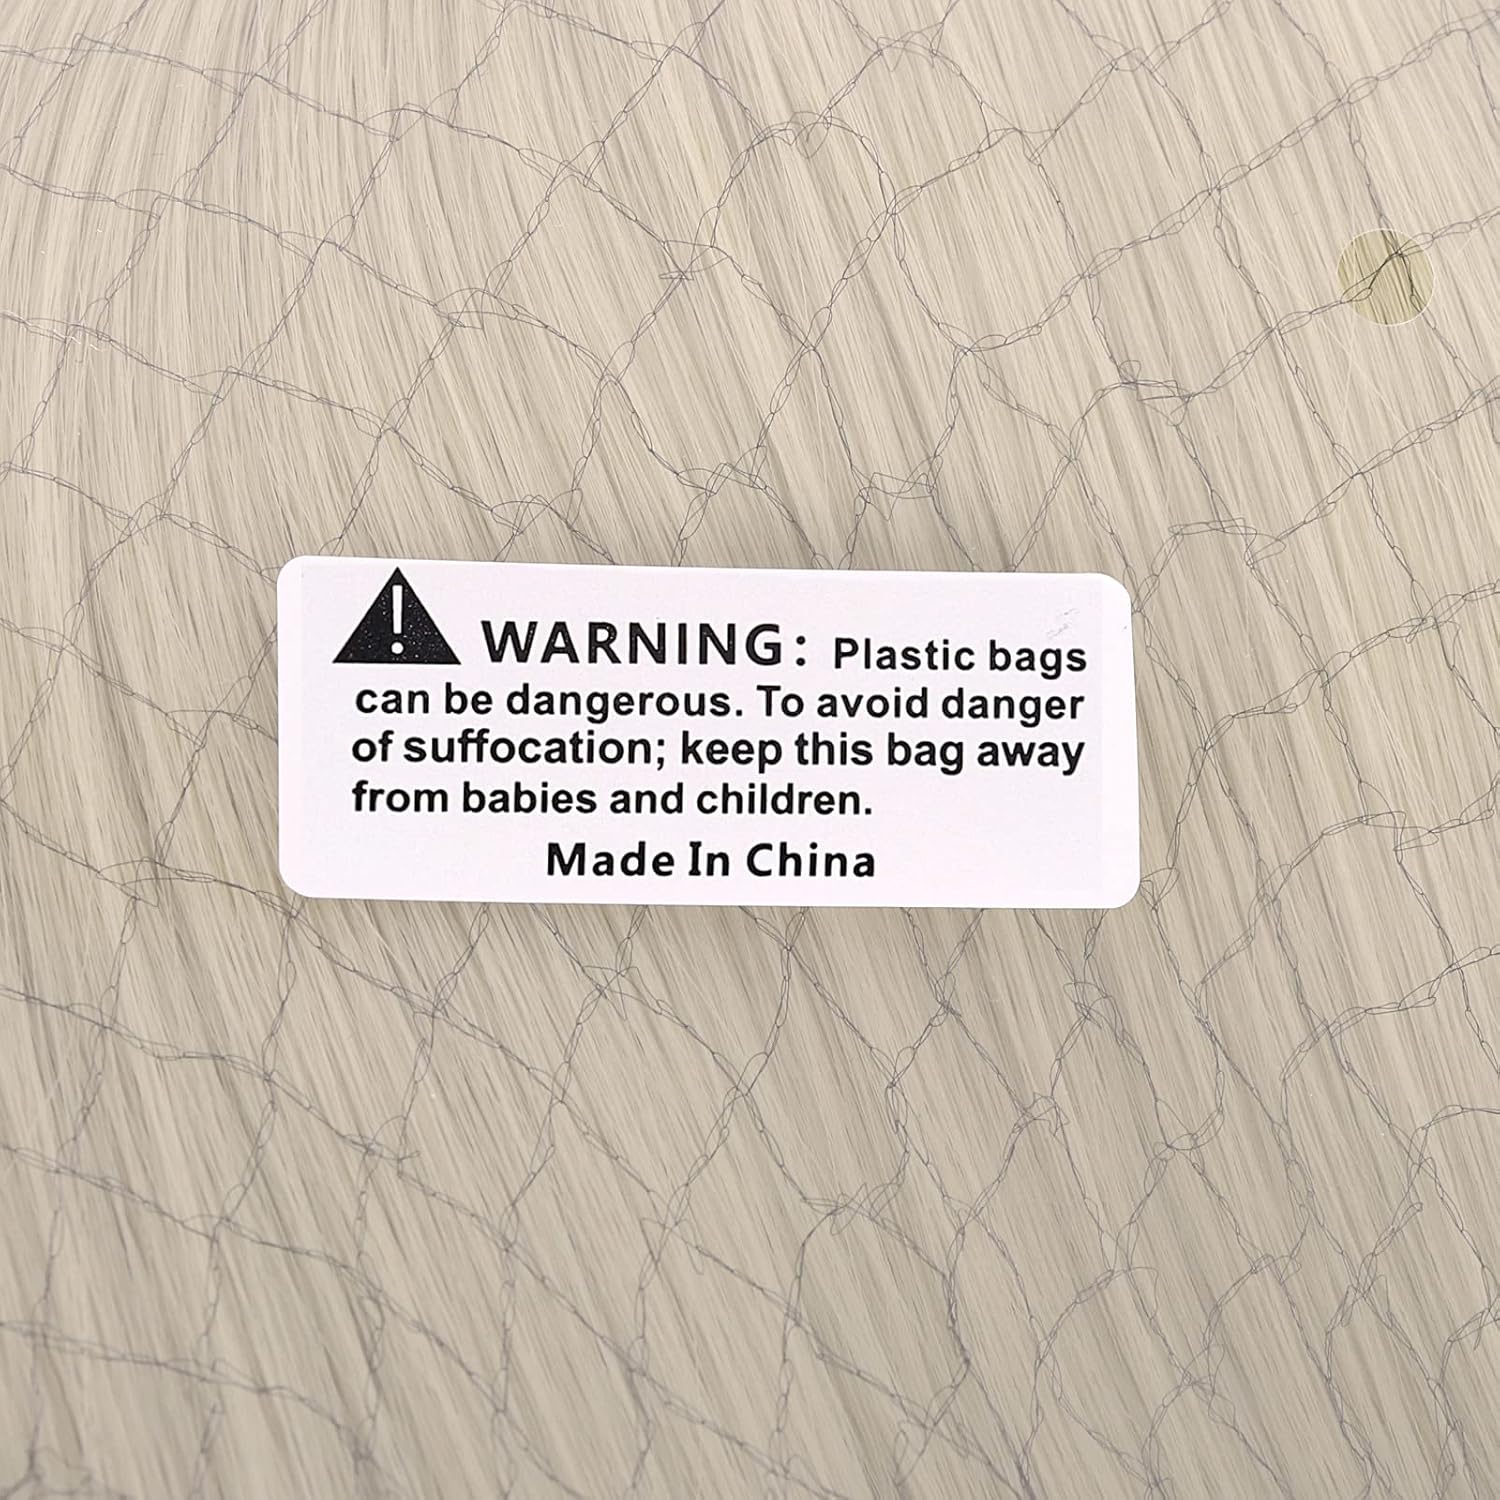 WARNING: Plastic bags
can be dangerous. To avoid danger
of suffocation; keep this bag away
from babies and children.
Made In China